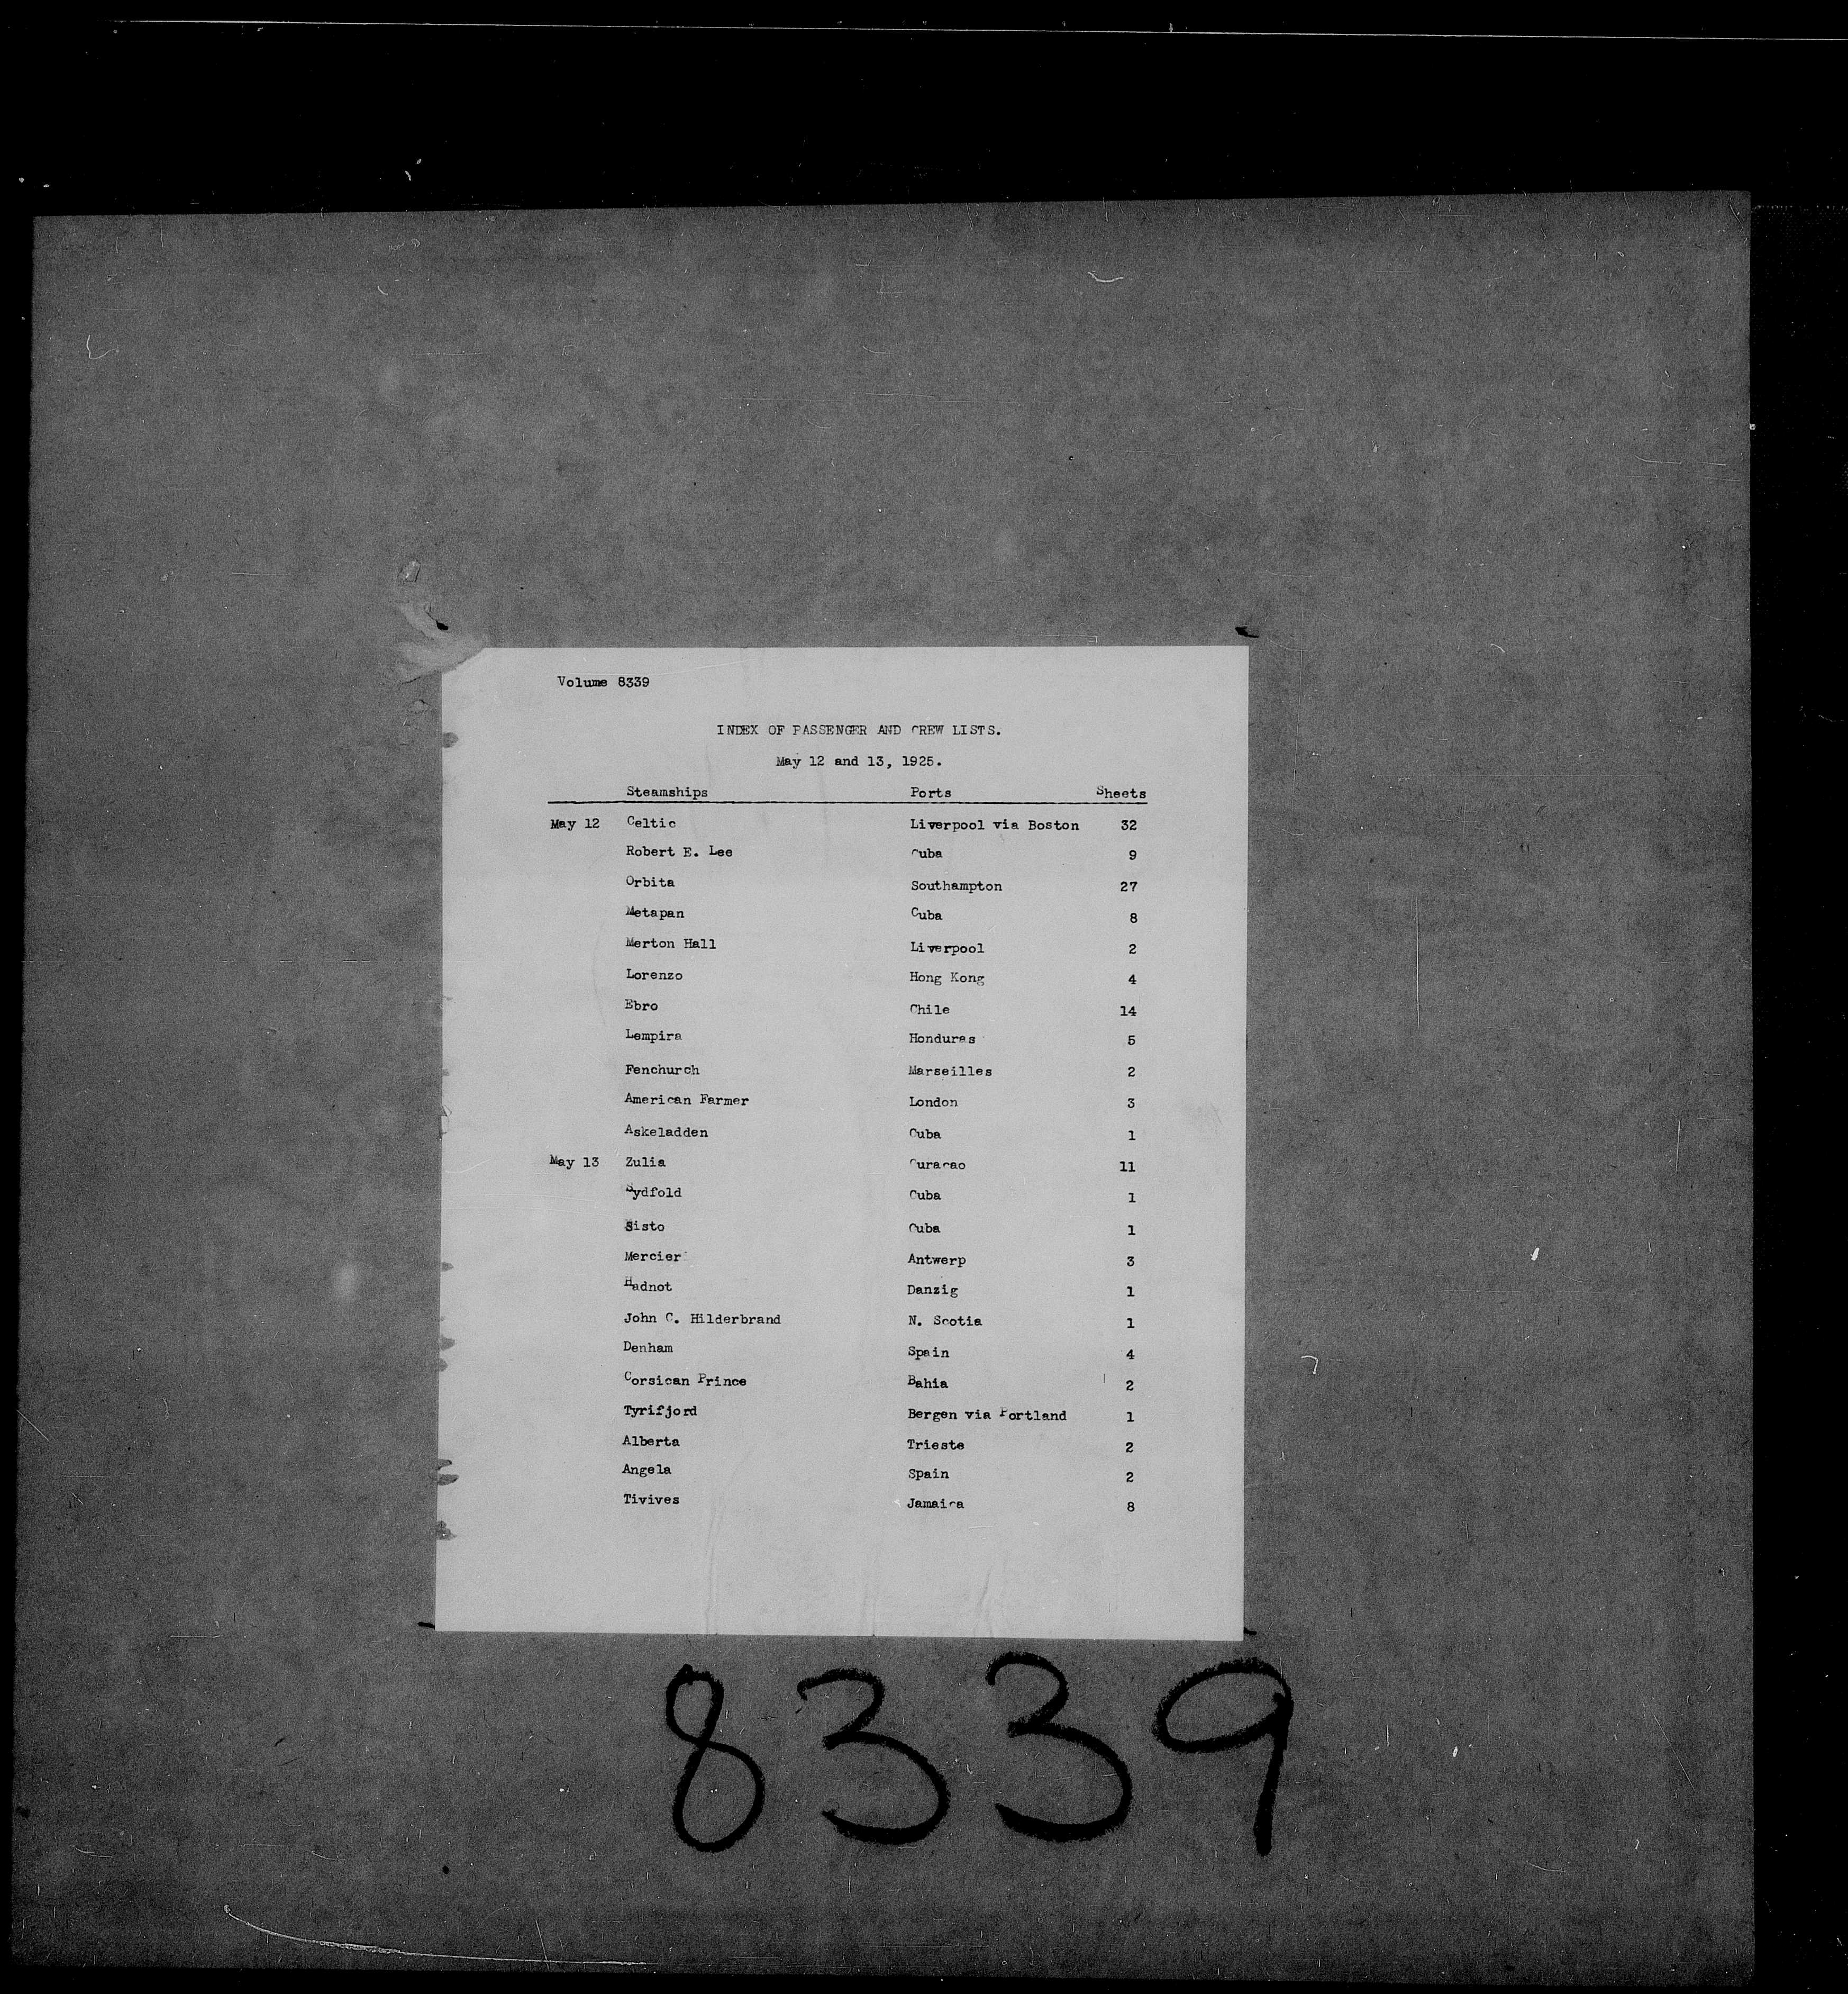 Volume 8339
INDEX OF PASSENGER AND CREW LISTS.
May 12 and 13, 1925.
Steamships Ports Sheets
May 12 Celtic Liverpool via Boston 32
Robert E. Lee Cuba 9
Orbita Southampton 27
Metapan Cuba 8
Merton Hall Liverpool 2
Lorenzo Hong Kong 4
Ebro Chile 14
Lempira Honduras 5
Fenchurch Marseilles 2
American Farmer London 3
Askeladden Cuba 1
May 13 Zulia Curacao 11
Sydfold Cuba 1
Sisto Cuba 1
Mercier Antwerp 3
Hadnot Danzig 1
John C. Hilderbrand N. Scotia 1
Denham Spain 4
Corsican Prince Bahia 2
Tyrifjord Bergen via Portland 1
Alberta Trieste 2
Angela Spain 2
Tivives Jamaica 8
8339